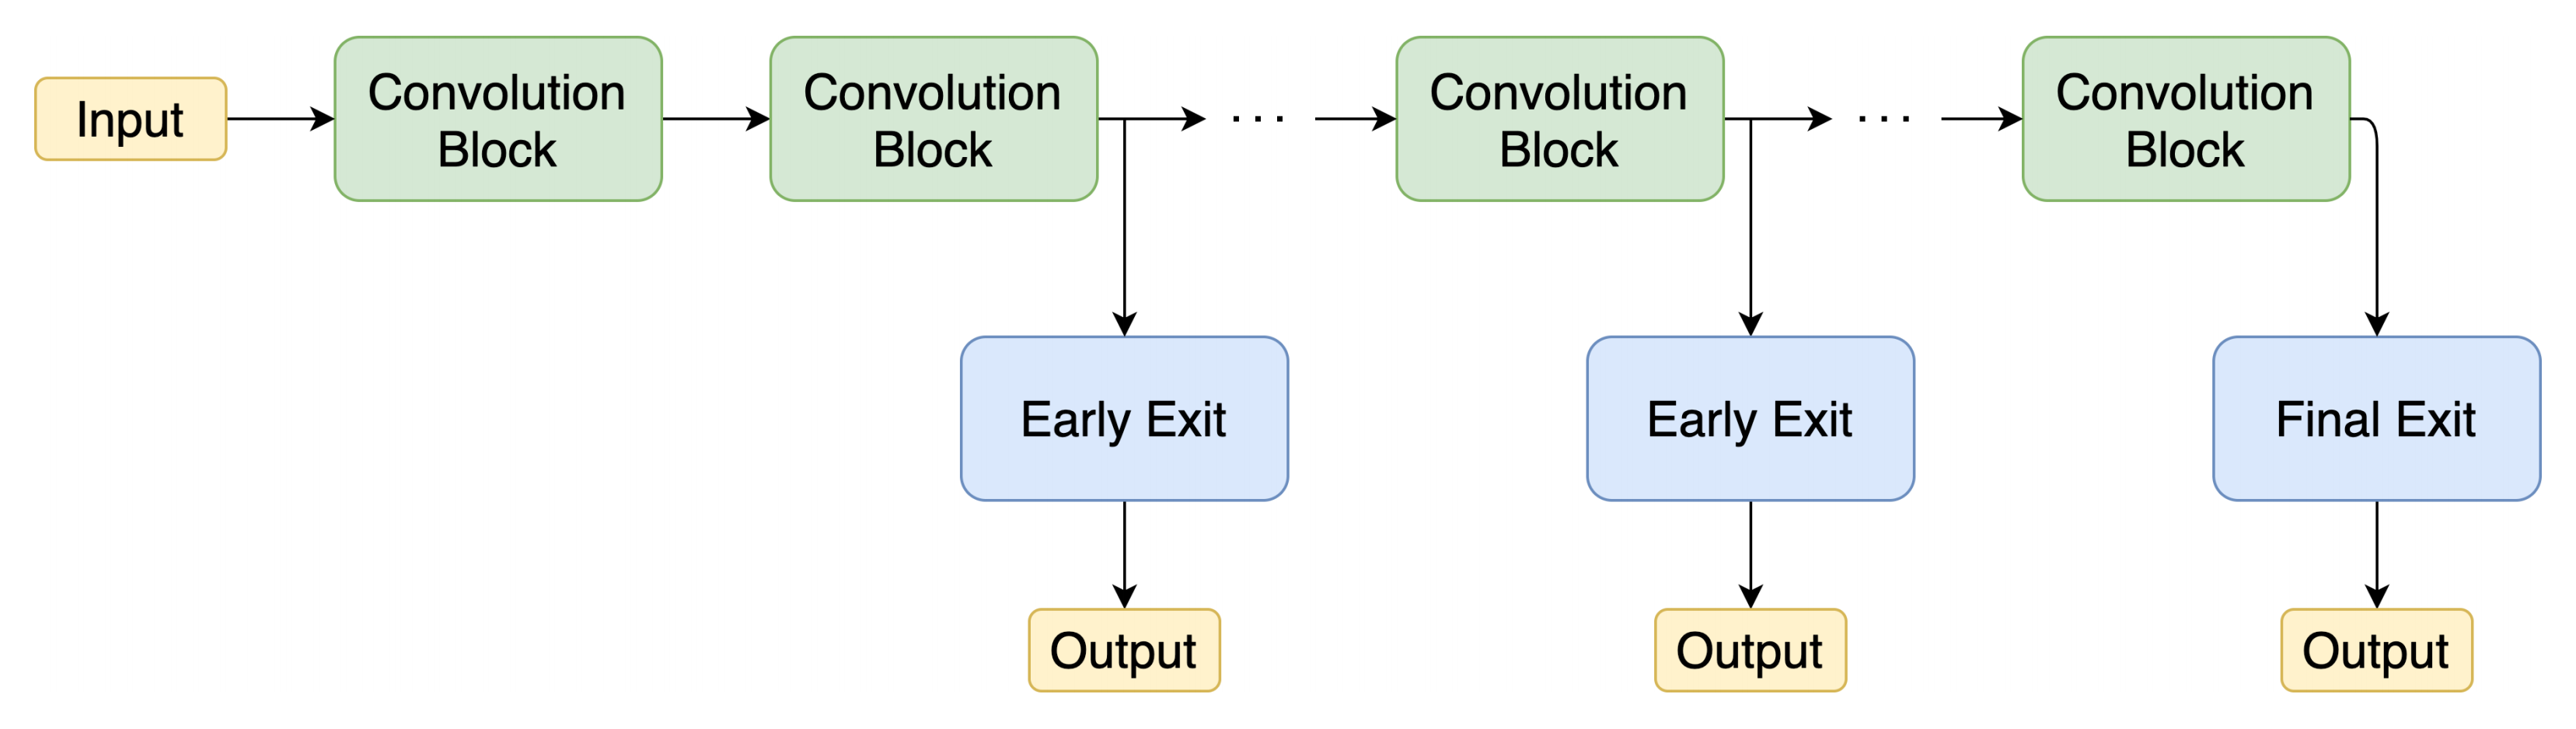 Input
Convolution
Block
Convolution
Block
. . .
Convolution
Block
. . .
Convolution
Block
Early Exit
Early Exit
Final Exit
Output
Output
Output